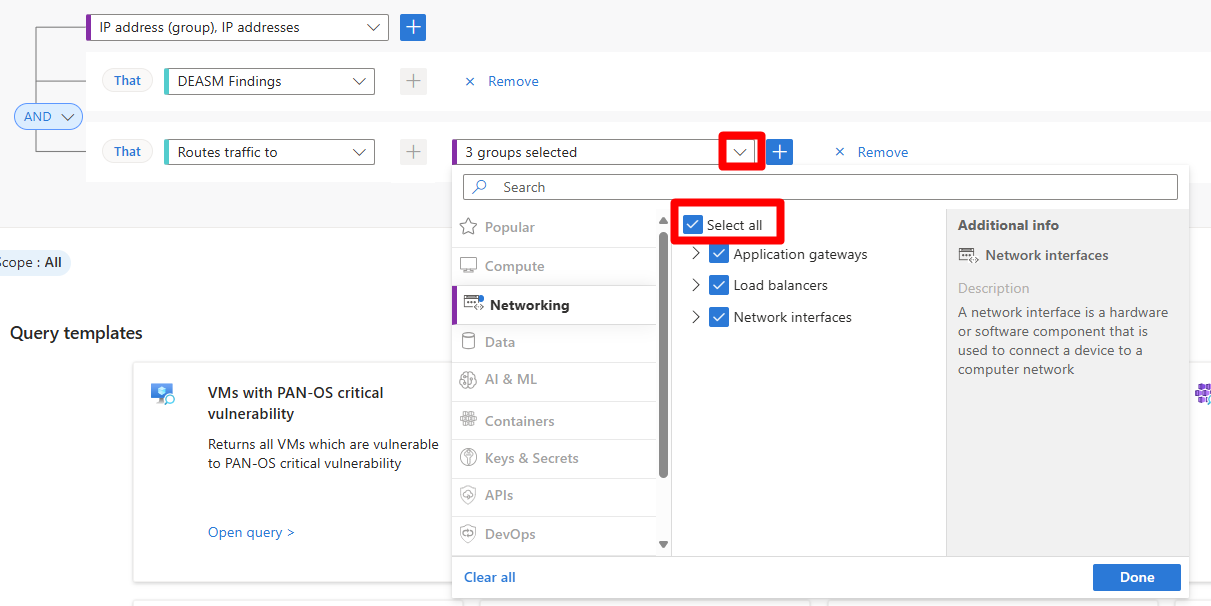 IP address (group), IP addresses
That
DEASM Findings
Remove
AND
That
Routes traffic to
3 groups selected
Remove
Search
Popular
Compute
Networking
Data
AI & ML
Containers
Keys & Secrets
APIs
DevOps
Select all
Application gateways
Load balancers
Network interfaces
Additional info
Network interfaces
Description
A network interface is a hardware
or software component that is
used to connect a device to a
computer network
Clear all
Done
Scope : All
Query templates
VMs with PAN-OS critical
vulnerability
Returns all VMs which are vulnerable
to PAN-OS critical vulnerability
Open query >